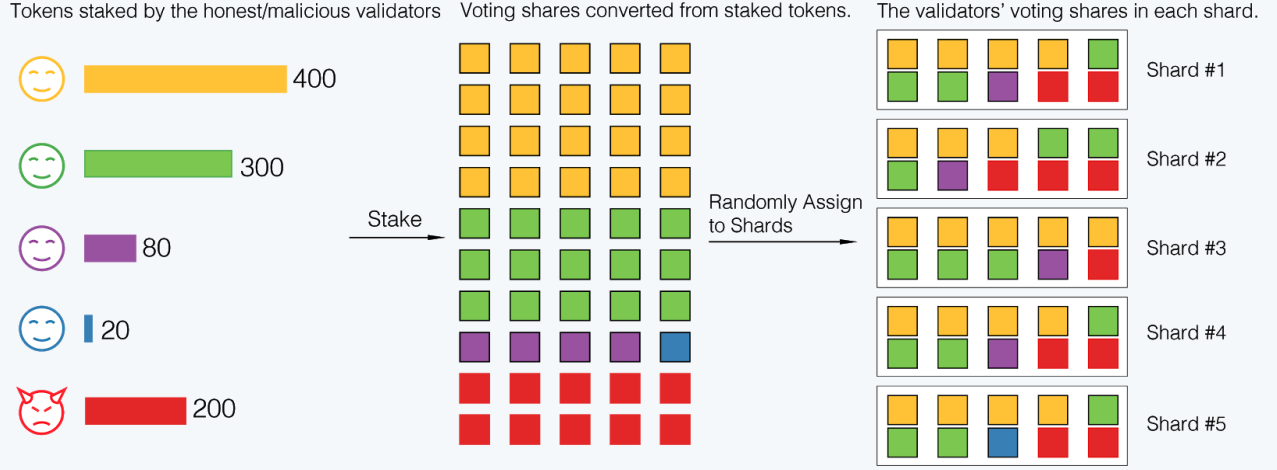 Tokens staked by the honest/malicious validators
400
300
80
20
200
Stake
Voting shares converted from staked tokens.
Randomly Assign
to Shards
The validators’ voting shares in each shard.
Shard #1
Shard #2
Shard #3
Shard #4
Shard #5